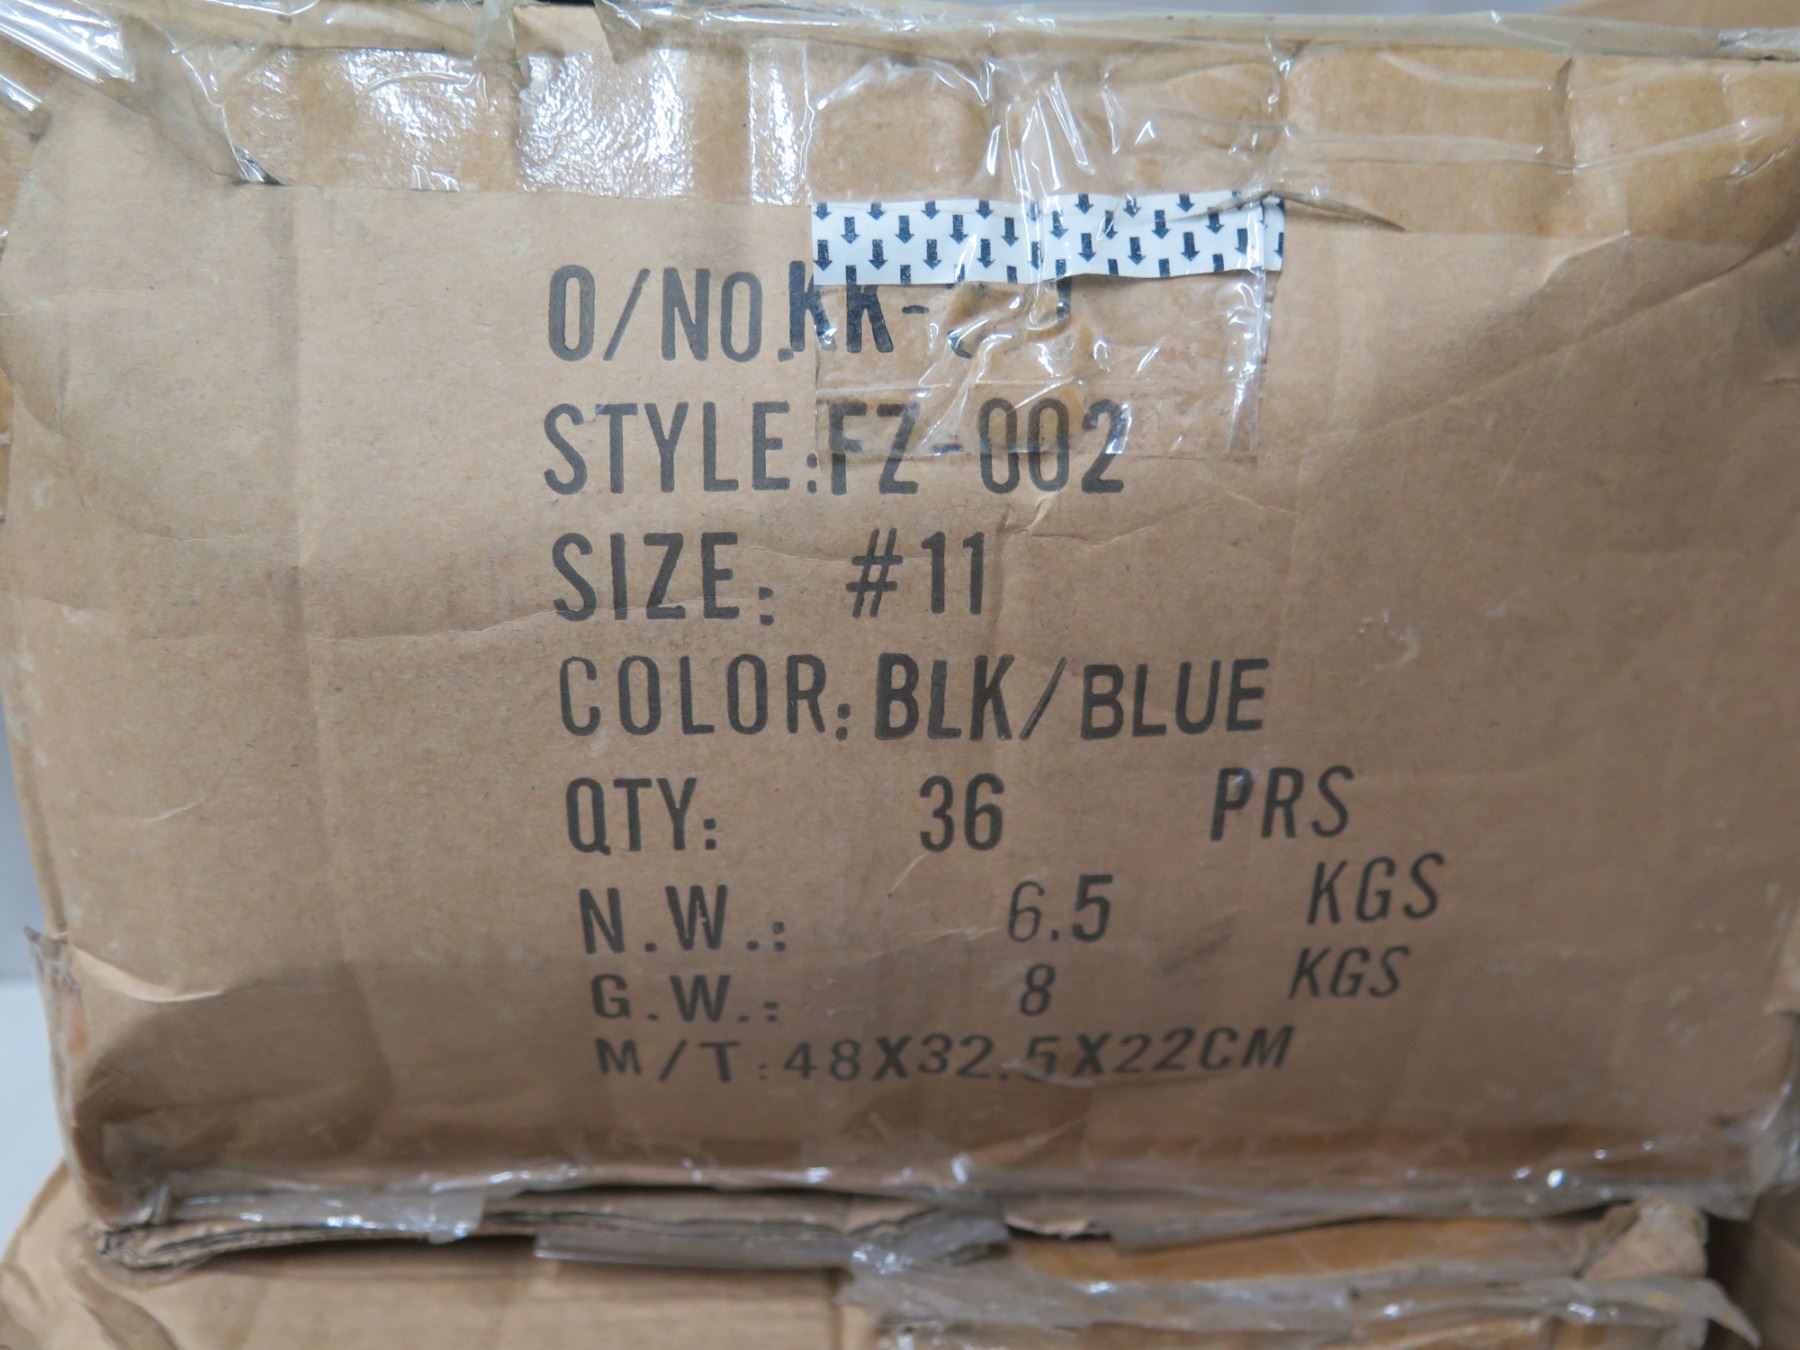 O/NO.KK-
STYLE:FZ-002
SIZE: #11
COLOR:BLK/BLUE
QTY: 36 PRS
N.W.: 6.5 KGS
G.W.: 8 KGS
M/T:48X32.5X22CM